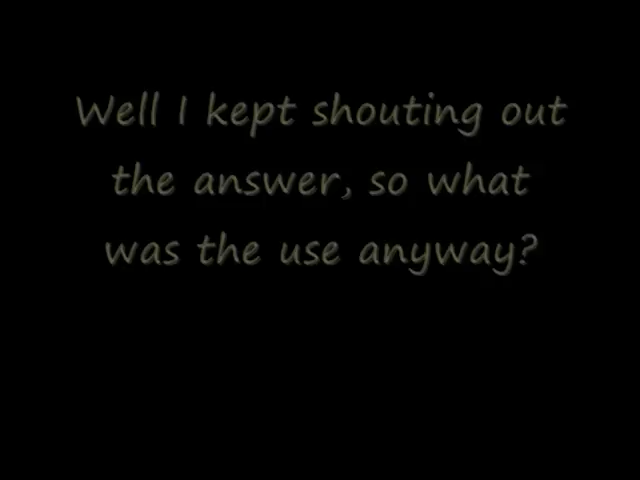 Well I kept shouting out
the answer, so what
was the use anyway?